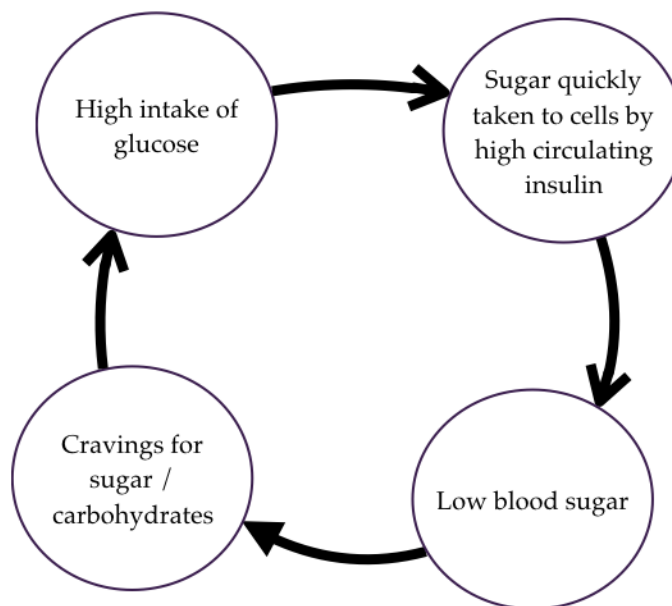 High intake of
glucose
Sugar quickly
taken to cells by
high circulating
insulin
Low blood sugar
Cravings for
sugar /
carbohydrates